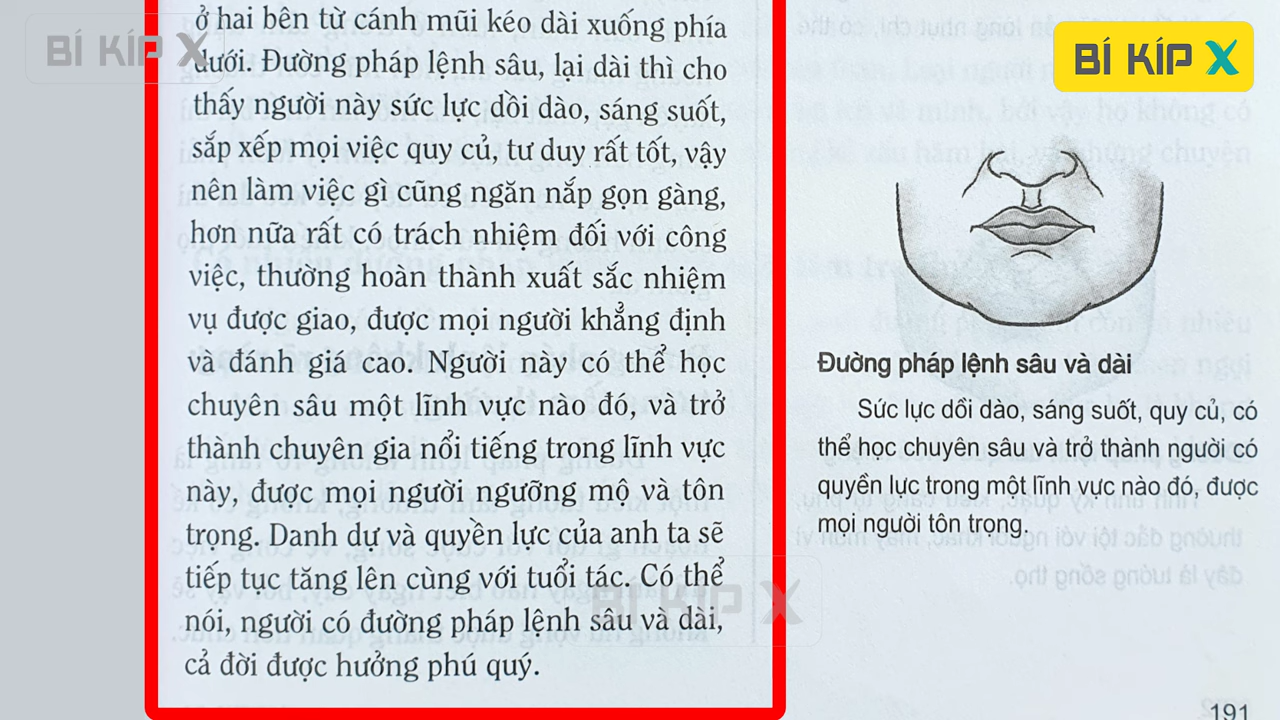 ở hai bên từ cánh mũi kéo dài xuống phía
dưới. Đường pháp lệnh sâu, lại dài thì cho
thấy người này sức lực dồi dào, sáng suốt,
sắp xếp mọi việc quy củ, tư duy rất tốt, vậy
nên làm việc gì cũng ngăn nắp gọn gàng,
hơn nữa rất có trách nhiệm đối với công
việc, thường hoàn thành xuất sắc nhiệm
vụ được giao, được mọi người khẳng định
và đánh giá cao. Người này có thể học
chuyên sâu một lĩnh vực nào đó, và trở
thành chuyên gia nổi tiếng trong lĩnh vực
này, được mọi người ngưỡng mộ và tôn
trọng. Danh dự và quyền lực của anh ta sẽ
tiếp tục tăng lên cùng với tuổi tác. Có thể
nói, người có đường pháp lệnh sâu và dài,
cả đời được hưởng phú quý.
BÍ KÍP X
BÍ KÍP X
BÍ KÍP X
Đường pháp lệnh sâu và dài
Sức lực dồi dào, sáng suốt, quy củ, có
thể học chuyên sâu và trở thành người có
quyền lực trong một lĩnh vực nào đó, được
mọi người tôn trọng.
191